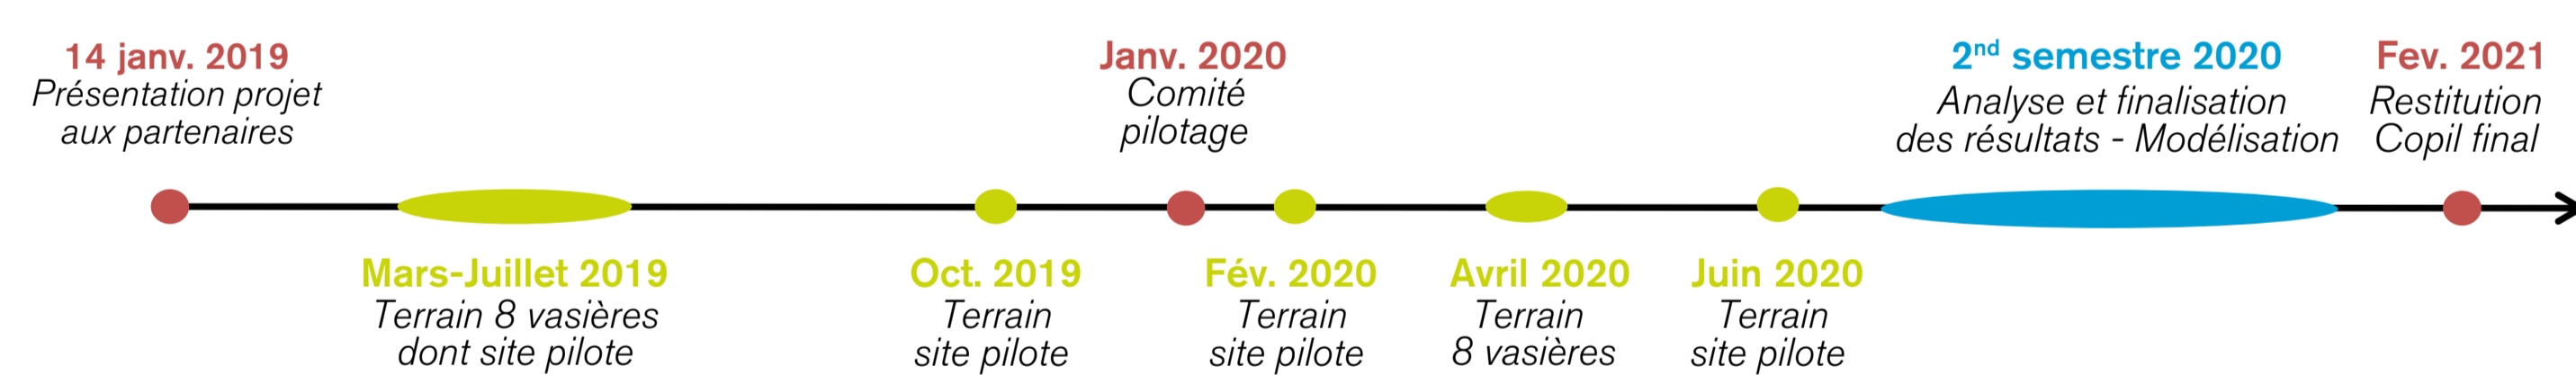 14 janv. 2019
Présentation projet
aux partenaires
Mars-Juillet 2019
Terrain 8 vasières
dont site pilote
Oct. 2019
Terrain
site pilote
Janv. 2020
Comité
pilotage
Fév. 2020
Terrain
site pilote
Avril 2020
Terrain
8 vasières
Juin 2020
Terrain
site pilote
2nd semestre 2020
Analyse et finalisation
des résultats - Modélisation
Fev. 2021
Restitution
Copil final